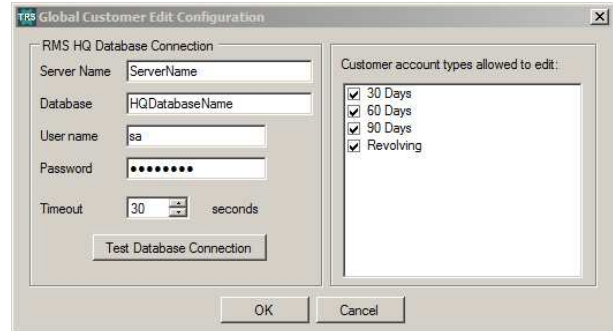 TRS Global Customer Edit Configuration
RMS HQ Database Connection
Server Name ServerName
Database HQDatabaseName
User name sa
Password ●●●●●●●●
Timeout 30 seconds
Test Database Connection
Customer account types allowed to edit:
30 Days
60 Days
90 Days
Revolving
OK Cancel